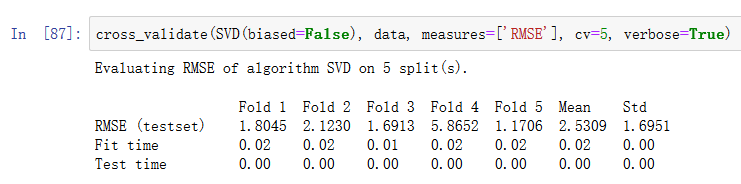 In [87]: cross_validate(SVD(biased=False), data, measures=['RMSE'], cv=5, verbose=True)
Evaluating RMSE of algorithm SVD on 5 split(s).
Fold 1 Fold 2 Fold 3 Fold 4 Fold 5 Mean Std
RMSE (testset) 1.8045 2.1230 1.6913 5.8652 1.1706 2.5309 1.6951
Fit time 0.02 0.02 0.01 0.02 0.02 0.02 0.00
Test time 0.00 0.00 0.00 0.00 0.00 0.00 0.00